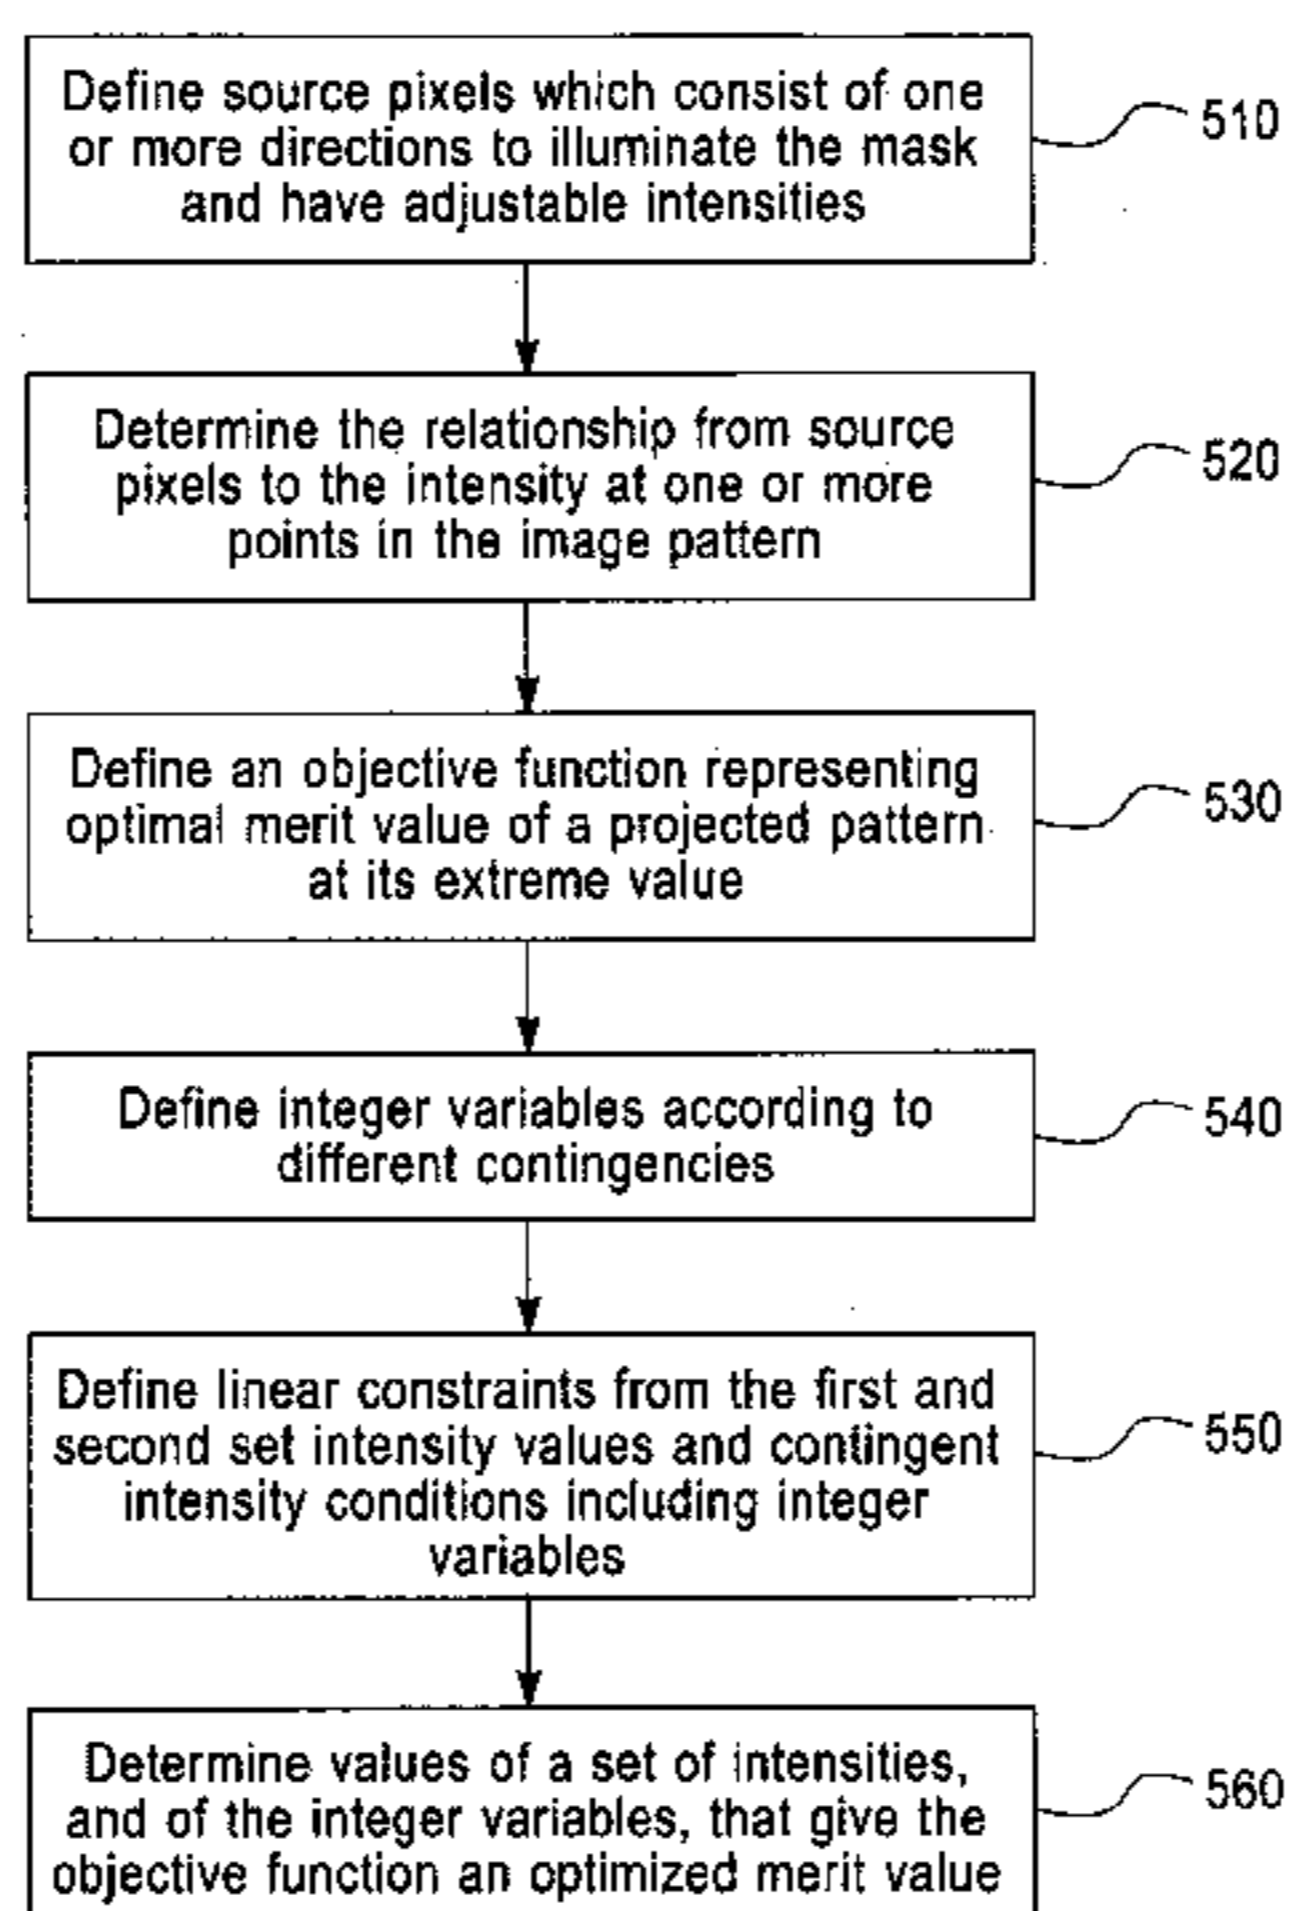 Define source pixels which consist of one
or more directions to illuminate the mask
and have adjustable intensities
510
Determine the relationship from source
pixels to the intensity at one or more
points in the image pattern
520
Define an objective function representing
optimal merit value of a projected pattern
at its extreme value
530
Define integer variables according to
different contingencies
540
Define linear constraints from the first and
second set intensity values and contingent
intensity conditions including integer
variables
550
Determine values of a set of intensities,
and of the integer variables, that give the
objective function an optimized merit value
560